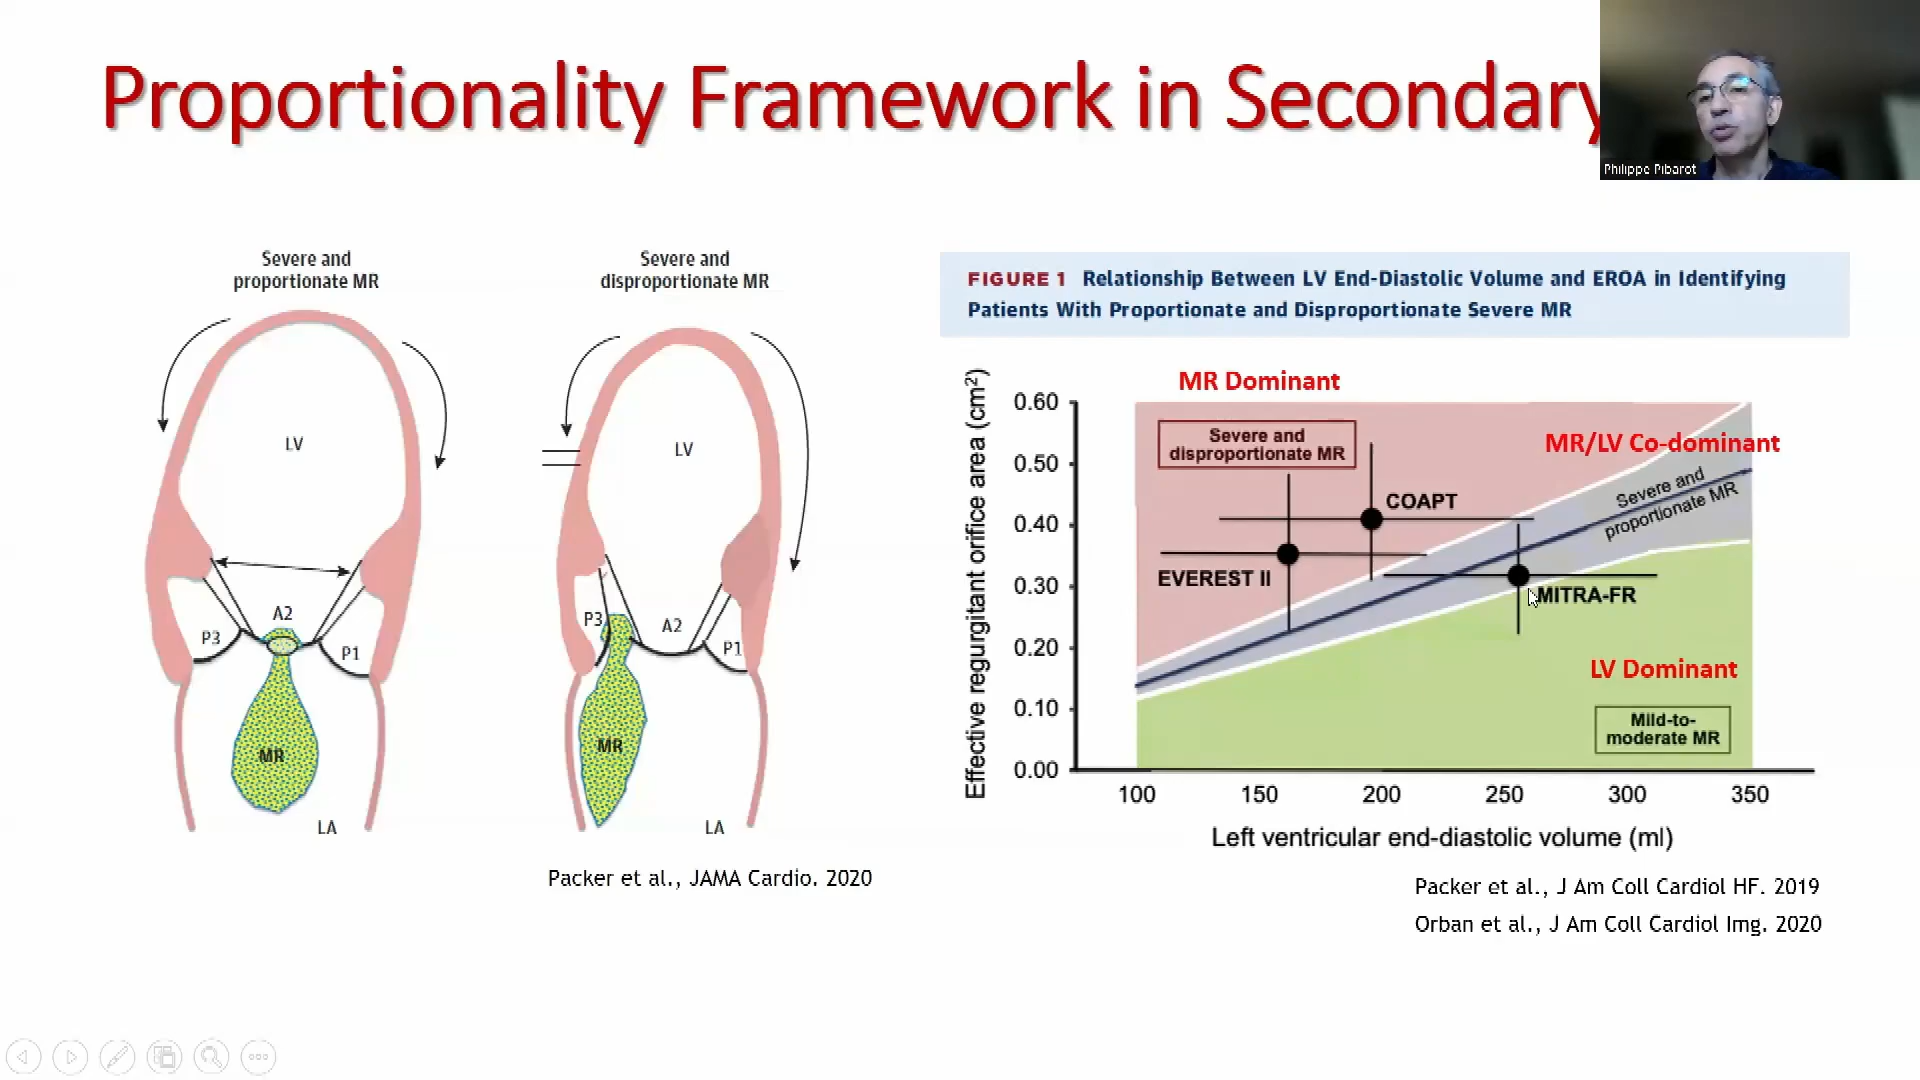 Proportionality Framework in Secondary
Philippe Pibarot
Severe and
proportionate MR
LV
A2
P3
P1
MR
LA
Severe and
disproportionate MR
LV
P3
A2
P1
MR
LA
Packer et al., JAMA Cardio. 2020
FIGURE 1 Relationship Between LV End-Diastolic Volume and EROA in Identifying
Patients With Proportionate and Disproportionate Severe MR
Effective regurgitant orifice area (cm²)
0.60
0.50
0.40
0.30
0.20
0.10
0.00
MR Dominant
Severe and
disproportionate MR
MR/LV Co-dominant
Severe and
proportionate MR
COAPT
EVEREST II
MITRA-FR
LV Dominant
Mild-to-
moderate MR
100 150 200 250 300 350
Left ventricular end-diastolic volume (ml)
Packer et al., J Am Coll Cardiol HF. 2019
Orban et al., J Am Coll Cardiol Img. 2020